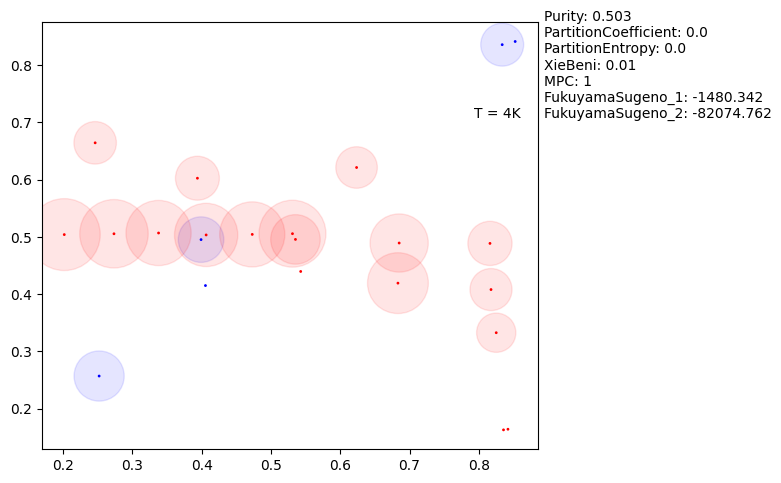 Purity: 0.503
PartitionCoefficient: 0.0
PartitionEntropy: 0.0
XieBeni: 0.01
MPC: 1
FukuyamaSugeno_1: -1480.342
FukuyamaSugeno_2: -82074.762
T = 4K
0.8
0.7
0.6
0.5
0.4
0.3
0.2
0.2 0.3 0.4 0.5 0.6 0.7 0.8